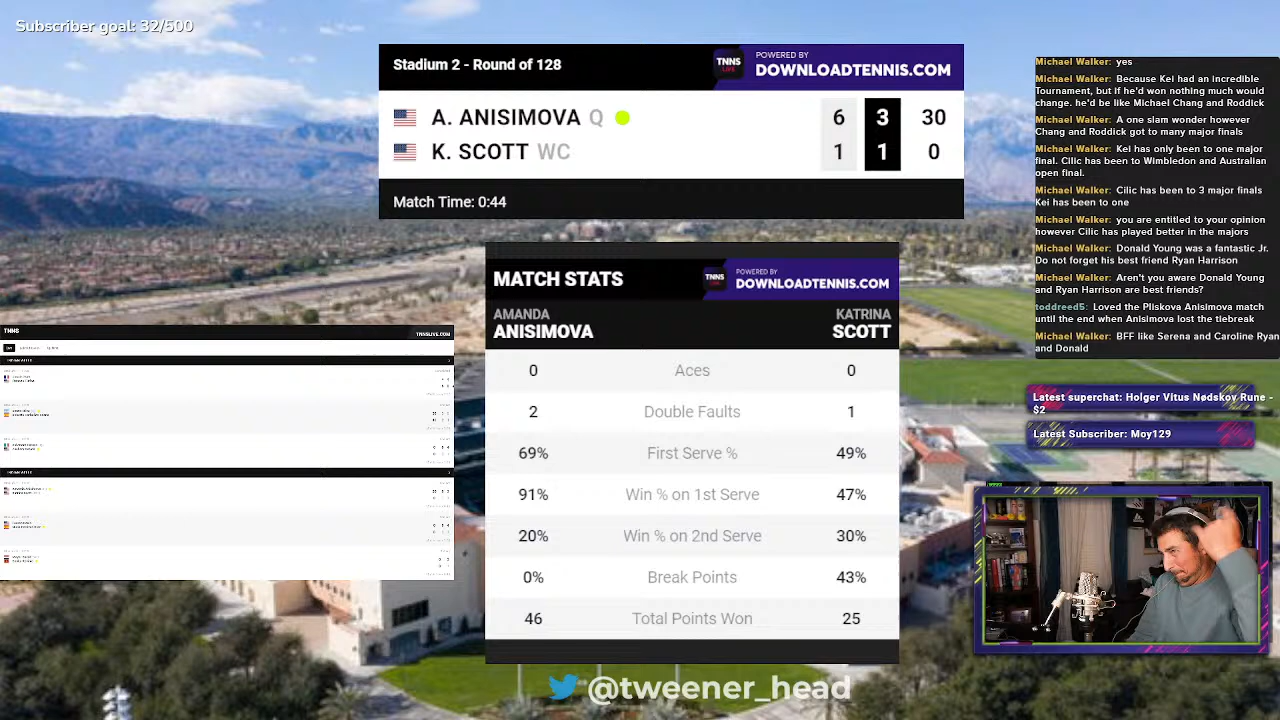 Subscriber goal: 32/500
Stadium 2 - Round of 128
TNNS
LIVE
POWERED BY
DOWNLOADTENNIS.COM
A. ANISIMOVA Q 6 3 30
K. SCOTT WC 1 1 0
Match Time: 0:44
MATCH STATS
TNNS
LIVE
POWERED BY
DOWNLOADTENNIS.COM
AMANDA
ANISIMOVA
KATRINA
SCOTT
0 Aces 0
2 Double Faults 1
69% First Serve % 49%
91% Win % on 1st Serve 47%
20% Win % on 2nd Serve 30%
0% Break Points 43%
46 Total Points Won 25
@tweener_head
TNNS
TNNSLIVE.COM
Michael Walker: yes
Michael Walker: Because Kei had an incredible
Tournament, but if he'd won nothing would
change. he'd be like Michael Chang and Roddick
Michael Walker: A one slam wonder however
Chang and Roddick got to many major finals
Michael Walker: Kei has only been to one major
final. Cilic has been to Wimbledon and Australian
open final.
Michael Walker: Cilic has been to 3 major finals
Kei has been to one
Michael Walker: you are entitled to your opinion
however Cilic has played better in the majors
Michael Walker: Donald Young was a fantastic Jr.
Do not forget his best friend Ryan Harrison
Michael Walker: Aren't you aware Donald Young
and Ryan Harrison are best friends?
toddreed5: Loved the Pliskova Anisimova match
until the end when Anisimova lost the tiebreak
Michael Walker: BFF like Serena and Caroline Ryan
and Donald
Latest superchat: Holger Vitus Nødskov Rune -
$2
Latest Subscriber: Moy129